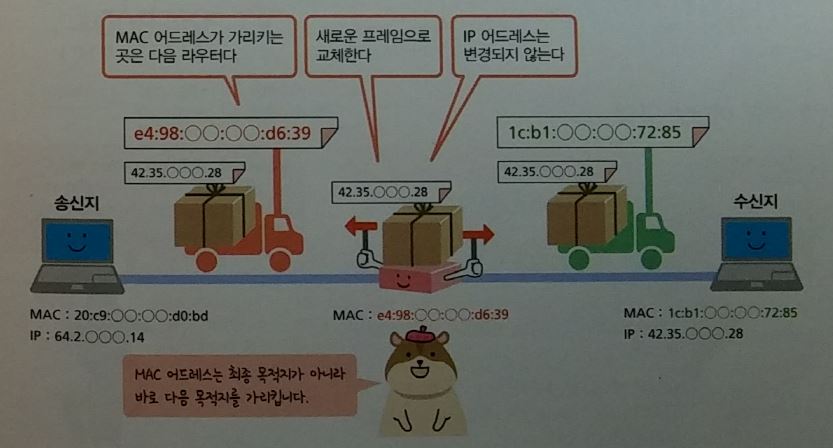 MAC 어드레스가 가리키는
곳은 다음 라우터다
새로운 프레임으로
교체한다
IP 어드레스는
변경되지 않는다
e4:98:○○:○○:d6:39
42.35.○○○.28
42.35.○○○.28
1c:b1:○○:○○:72:85
42.35.○○○.28
송신지
수신지
MAC : 20:c9:○○:○○:d0:bd
IP : 64.2.○○○.14
MAC : e4:98:○○:○○:d6:39
MAC : 1c:b1:○○:○○:72:85
IP : 42.35.○○○.28
MAC 어드레스는 최종 목적지가 아니라
바로 다음 목적지를 가리킵니다.